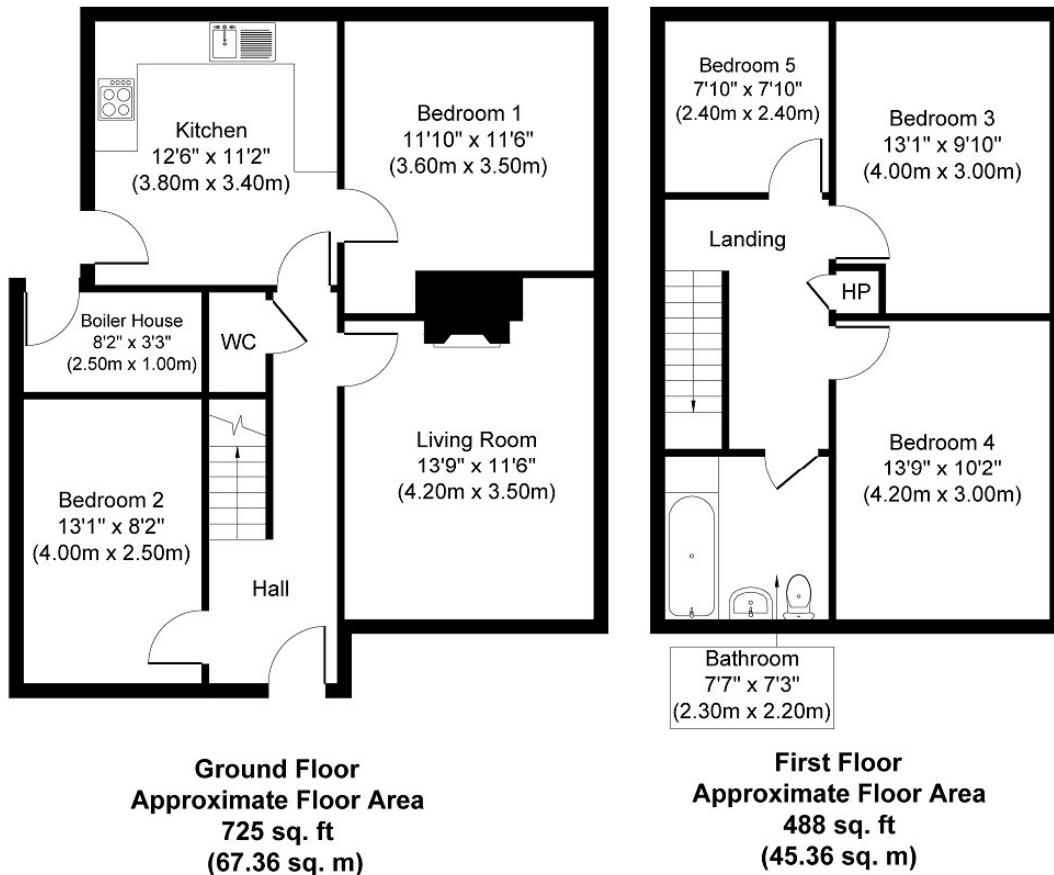 Kitchen
12'6" x 11'2"
(3.80m x 3.40m)
Bedroom 1
11'10" x 11'6"
(3.60m x 3.50m)
Boiler House
8'2" x 3'3"
(2.50m x 1.00m)
WC
Bedroom 2
13'1" x 8'2"
(4.00m x 2.50m)
Hall
Living Room
13'9" x 11'6"
(4.20m x 3.50m)
Ground Floor
Approximate Floor Area
725 sq. ft
(67.36 sq. m)
Bedroom 5
7'10" x 7'10"
(2.40m x 2.40m)
Bedroom 3
13'1" x 9'10"
(4.00m x 3.00m)
Landing
HP
Bedroom 4
13'9" x 10'2"
(4.20m x 3.00m)
Bathroom
7'7" x 7'3"
(2.30m x 2.20m)
First Floor
Approximate Floor Area
488 sq. ft
(45.36 sq. m)